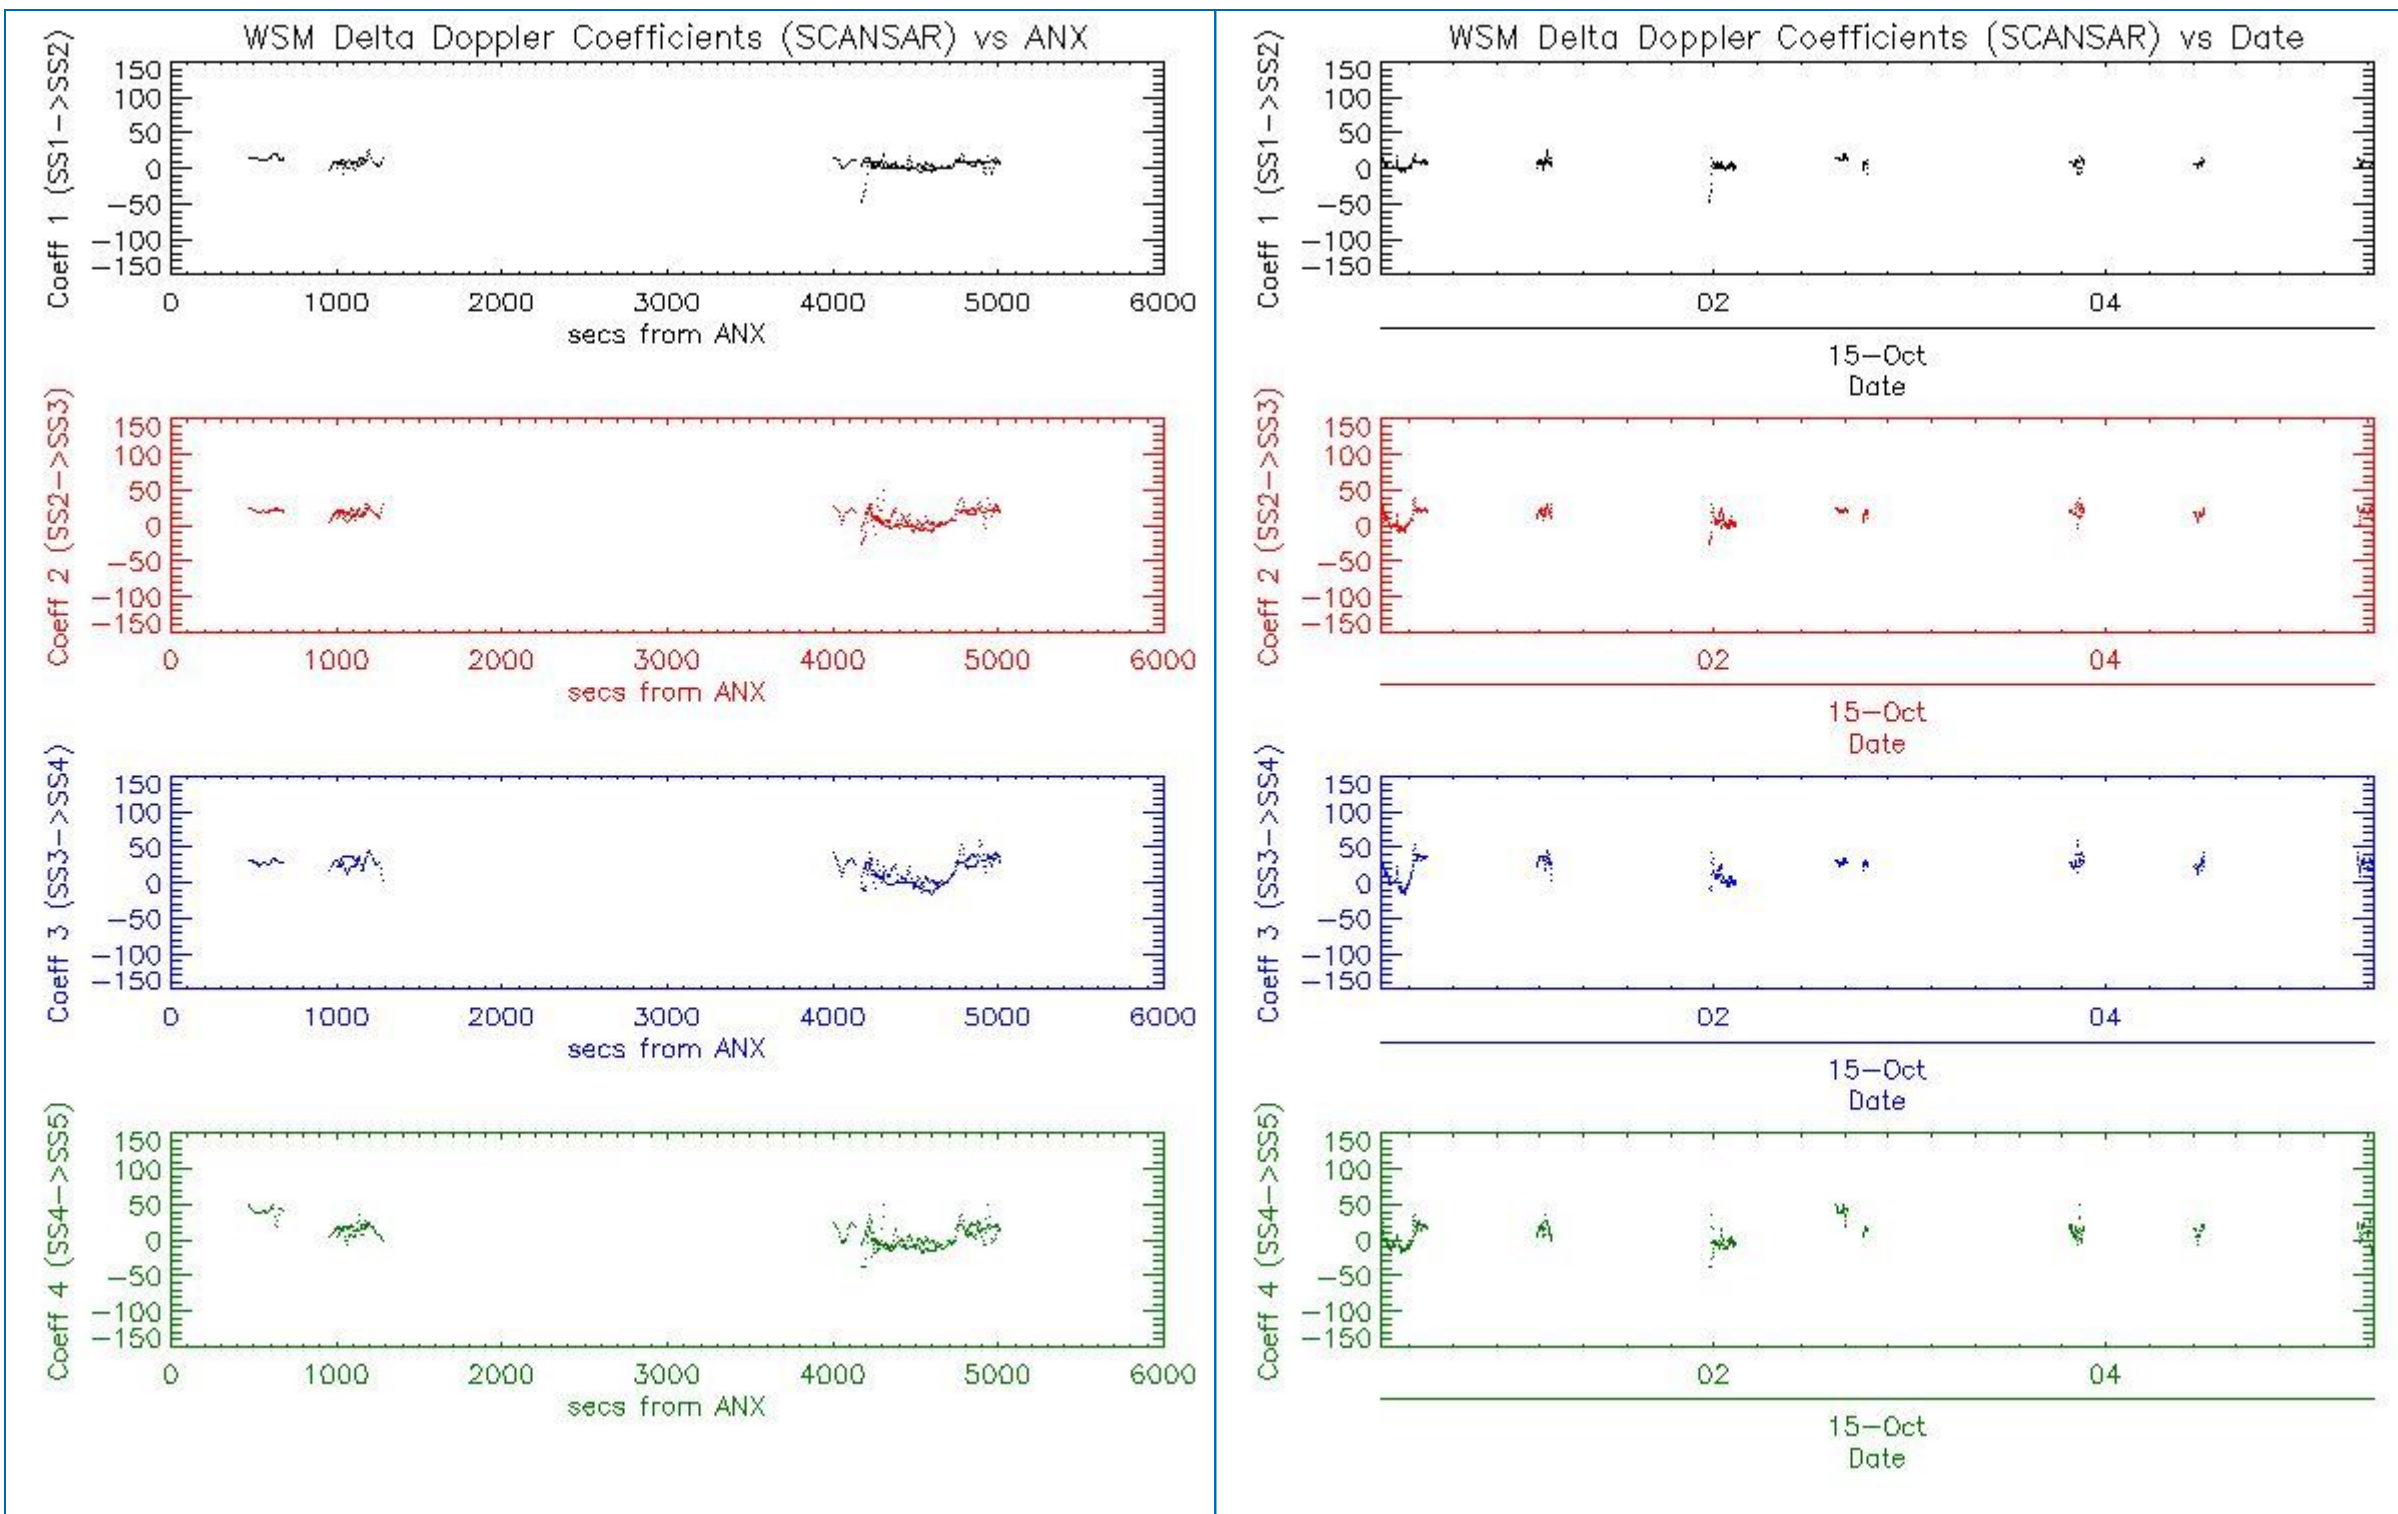 WSM Delta Doppler Coefficients (SCANSAR) vs ANX
Coeff 1 (SS1->SS2)
150
100
50
0
-50
-100
-150
0 1000 2000 3000 4000 5000 6000
secs from ANX
Coeff 2 (SS2->SS3)
150
100
50
0
-50
-100
-150
0 1000 2000 3000 4000 5000 6000
secs from ANX
Coeff 3 (SS3->SS4)
150
100
50
0
-50
-100
-150
0 1000 2000 3000 4000 5000 6000
secs from ANX
Coeff 4 (SS4->SS5)
150
100
50
0
-50
-100
-150
0 1000 2000 3000 4000 5000 6000
secs from ANX
WSM Delta Doppler Coefficients (SCANSAR) vs Date
Coeff 1 (SS1->SS2)
150
100
50
0
-50
-100
-150
02 04
15-Oct
Date
Coeff 2 (SS2->SS3)
150
100
50
0
-50
-100
-150
02 04
15-Oct
Date
Coeff 3 (SS3->SS4)
150
100
50
0
-50
-100
-150
02 04
15-Oct
Date
Coeff 4 (SS4->SS5)
150
100
50
0
-50
-100
-150
02 04
15-Oct
Date